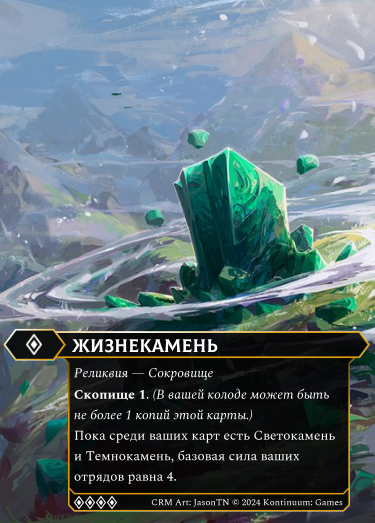 ЖИЗНЕКАМЕНЬ
Реликвия — Сокровище
Скопище 1. (В вашей колоде может быть
не более 1 копий этой карты.)
Пока среди ваших карт есть Светокамень
и Темнокамень, базовая сила ваших
отрядов равна 4.
CRM Art: JasonTN © 2024 Kontinuum: Games